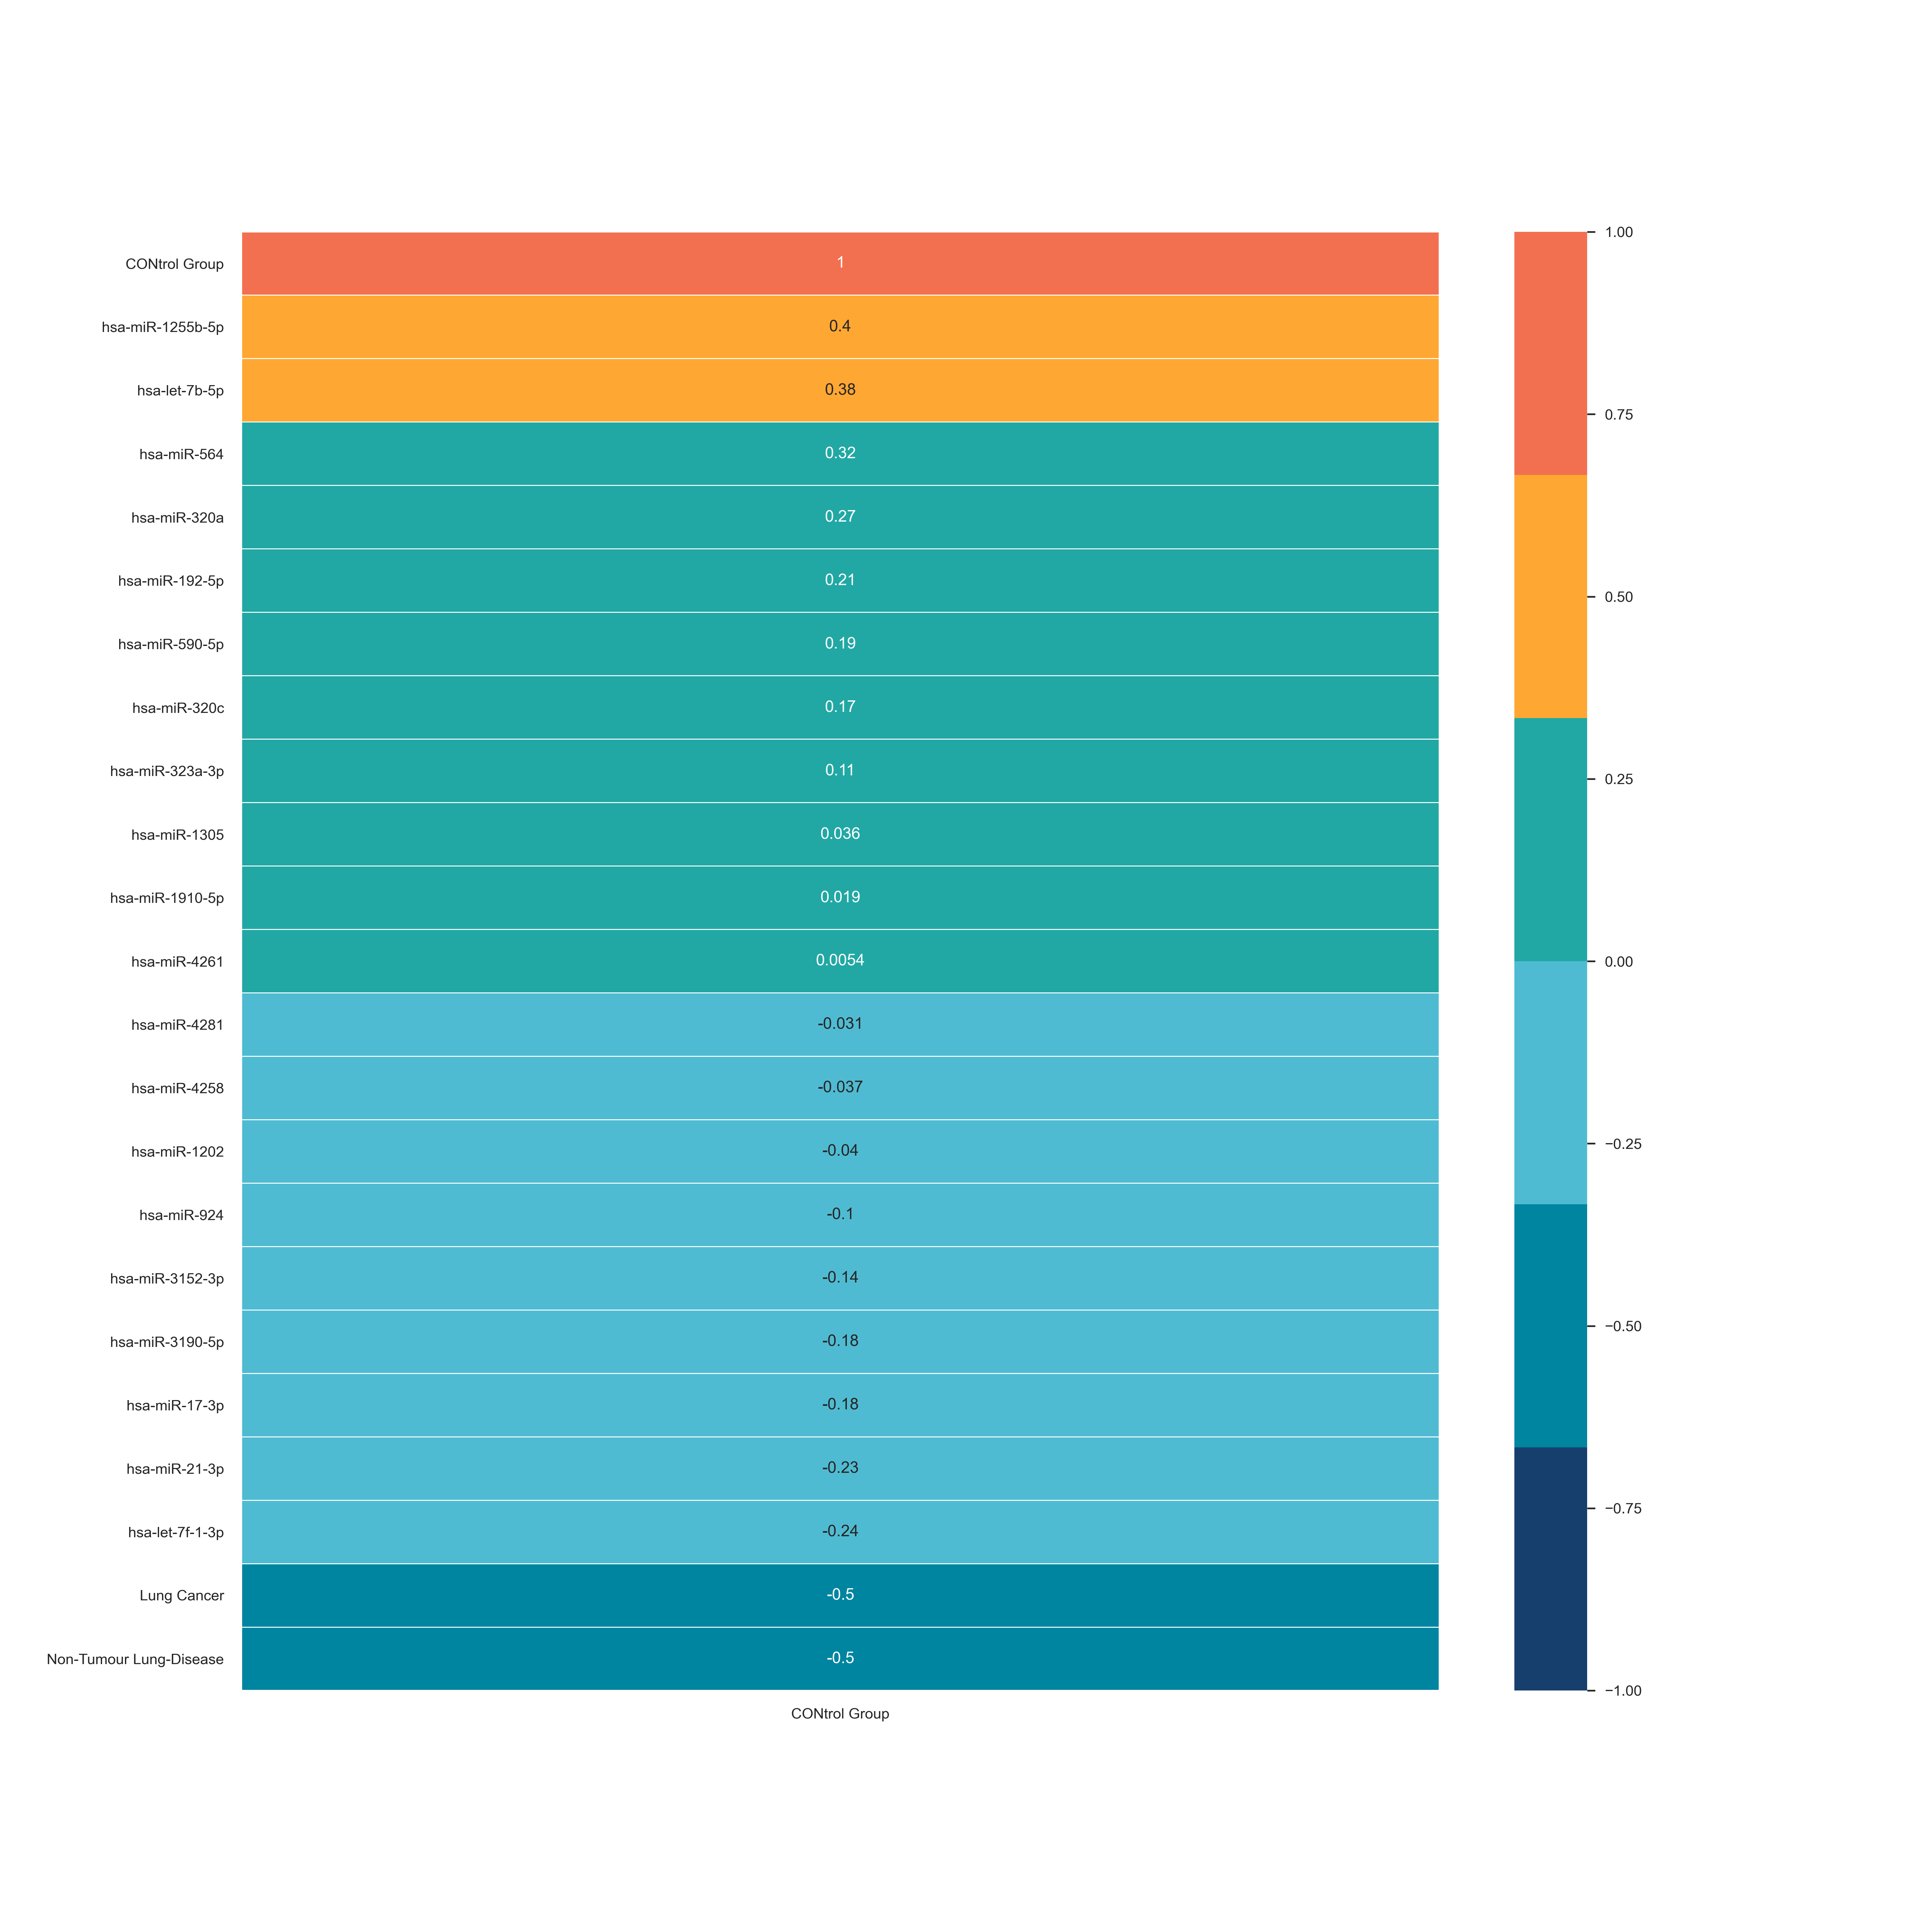 CONtrol Group 1
hsa-miR-1255b-5p 0.4
hsa-let-7b-5p 0.38
hsa-miR-564 0.32
hsa-miR-320a 0.27
hsa-miR-192-5p 0.21
hsa-miR-590-5p 0.19
hsa-miR-320c 0.17
hsa-miR-323a-3p 0.11
hsa-miR-1305 0.036
hsa-miR-1910-5p 0.019
hsa-miR-4261 0.0054
hsa-miR-4281 -0.031
hsa-miR-4258 -0.037
hsa-miR-1202 -0.04
hsa-miR-924 -0.1
hsa-miR-3152-3p -0.14
hsa-miR-3190-5p -0.18
hsa-miR-17-3p -0.18
hsa-miR-21-3p -0.23
hsa-let-7f-1-3p -0.24
Lung Cancer -0.5
Non-Tumour Lung-Disease -0.5
CONtrol Group
1.00
0.75
0.50
0.25
0.00
−0.25
−0.50
−0.75
−1.00